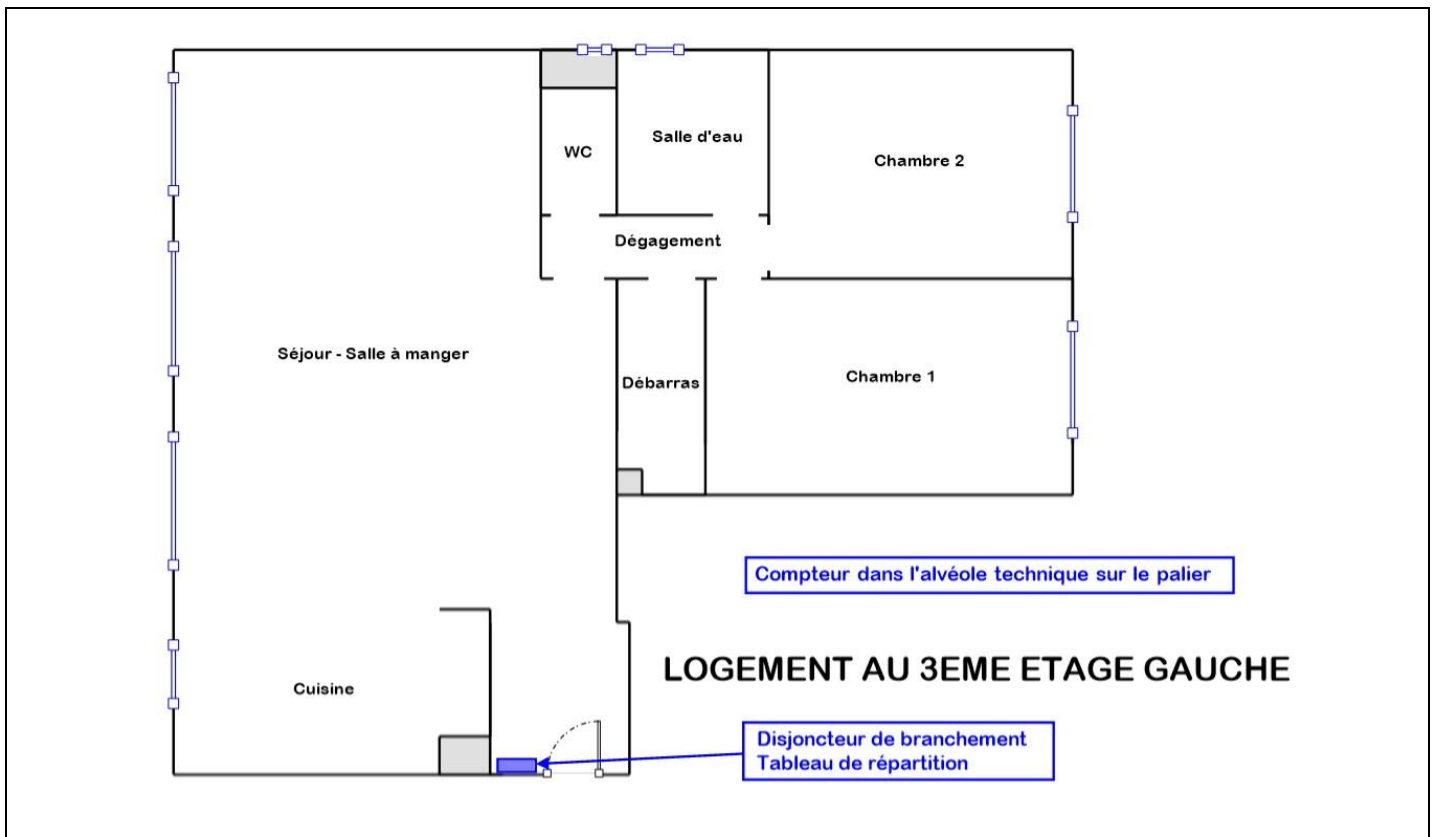 Salle d'eau
WC
Chambre 2
Dégagement
Séjour - Salle à manger
Débarras
Chambre 1
Compteur dans l'alvéole technique sur le palier
LOGEMENT AU 3EME ETAGE GAUCHE
Cuisine
Disjoncteur de branchement
Tableau de répartition